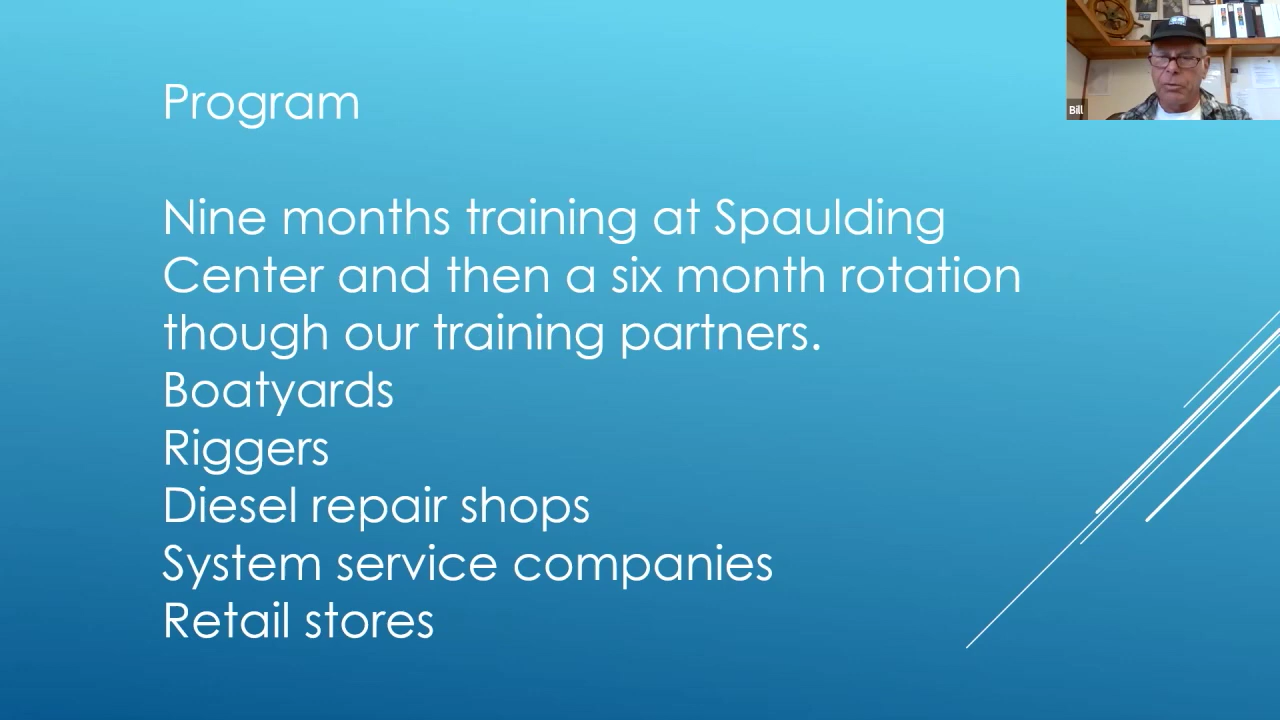 Program
Nine months training at Spaulding
Center and then a six month rotation
though our training partners.
Boatyards
Riggers
Diesel repair shops
System service companies
Retail stores
Bill